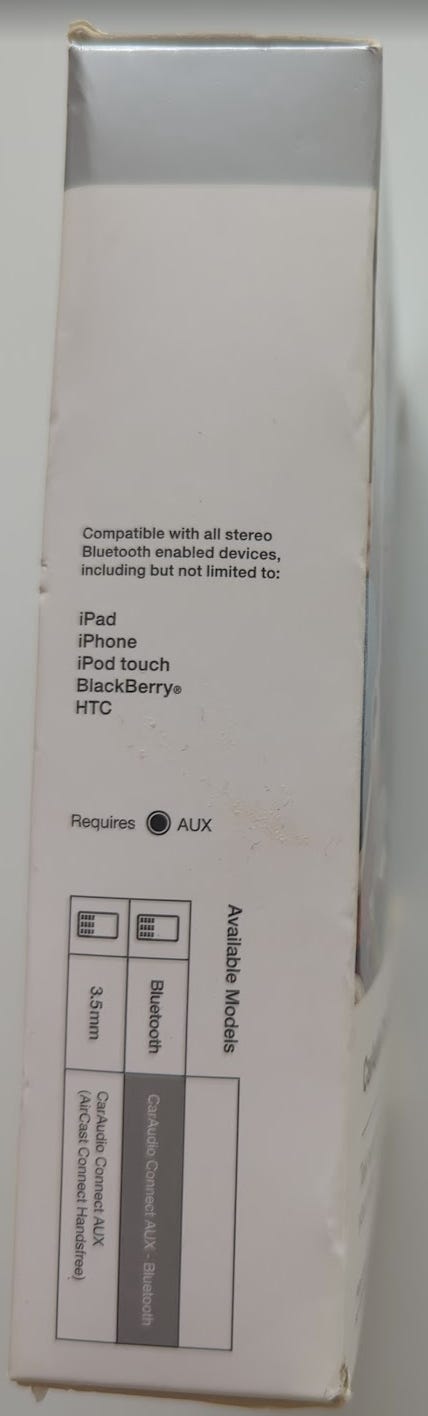 Compatible with all stereo
Bluetooth enabled devices,
including but not limited to:
iPad
iPhone
iPod touch
BlackBerry®
HTC
Requires AUX
Available Models
Bluetooth
CarAudio Connect AUX - Bluetooth
3.5mm
CarAudio Connect AUX
(AirCast Connect Handsfree)